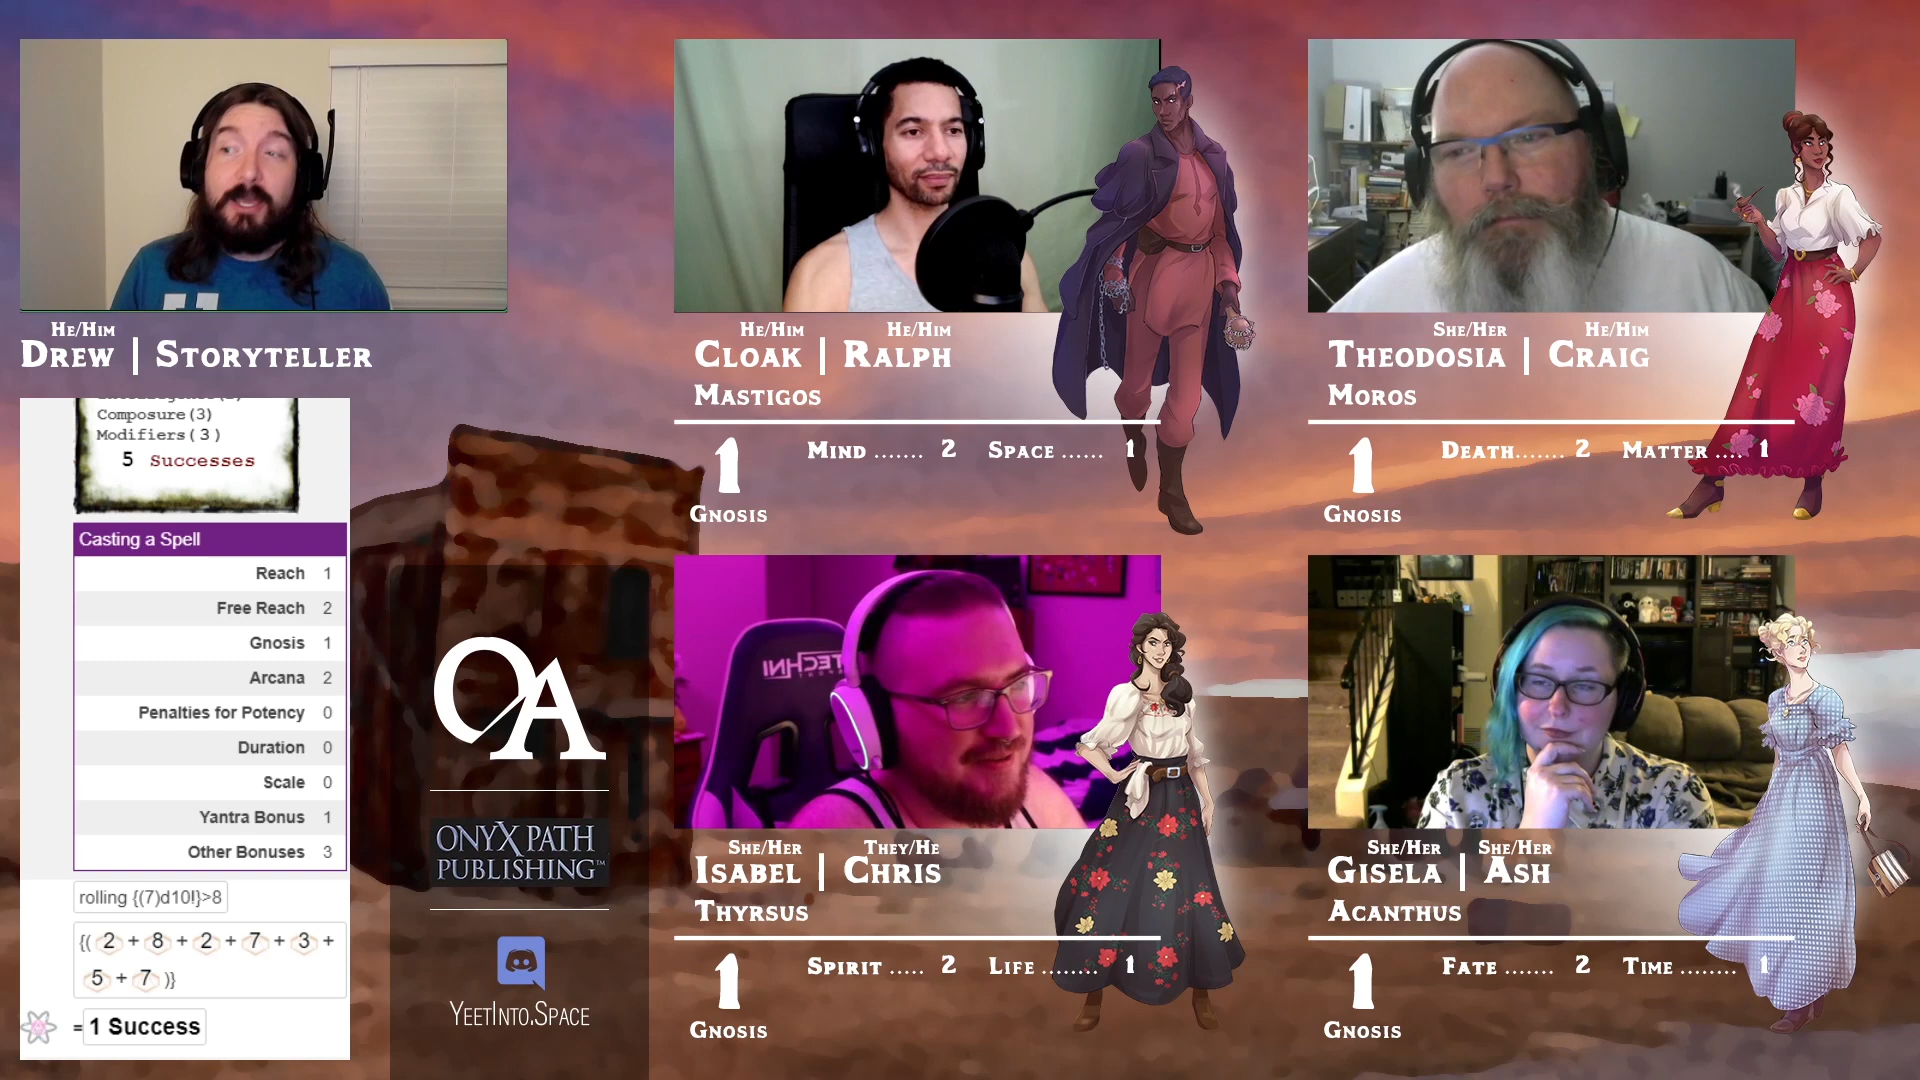 He/Him
Drew | Storyteller
Composure(3)
Modifiers(3)
5 Successes
Casting a Spell
Reach 1
Free Reach 2
Gnosis 1
Arcana 2
Penalties for Potency 0
Duration 0
Scale 0
Yantra Bonus 1
Other Bonuses 3
rolling {(7)d10!}>8
{( 2 + 8 + 2 + 7 + 3 +
5 + 7 )}
= 1 Success
OA
Onyx Path
Publishing™
YeetInto.Space
He/Him He/Him
Cloak | Ralph
Mastigos
1
Gnosis
Mind ....... 2 Space ...... 1
She/Her He/Him
Theodosia | Craig
Moros
1
Gnosis
Death....... 2 Matter .... 1
TECHNI
She/Her They/He
Isabel | Chris
Thyrsus
1
Gnosis
Spirit ..... 2 Life ........ 1
She/Her She/Her
Gisela | Ash
Acanthus
1
Gnosis
Fate ....... 2 Time ........ 1